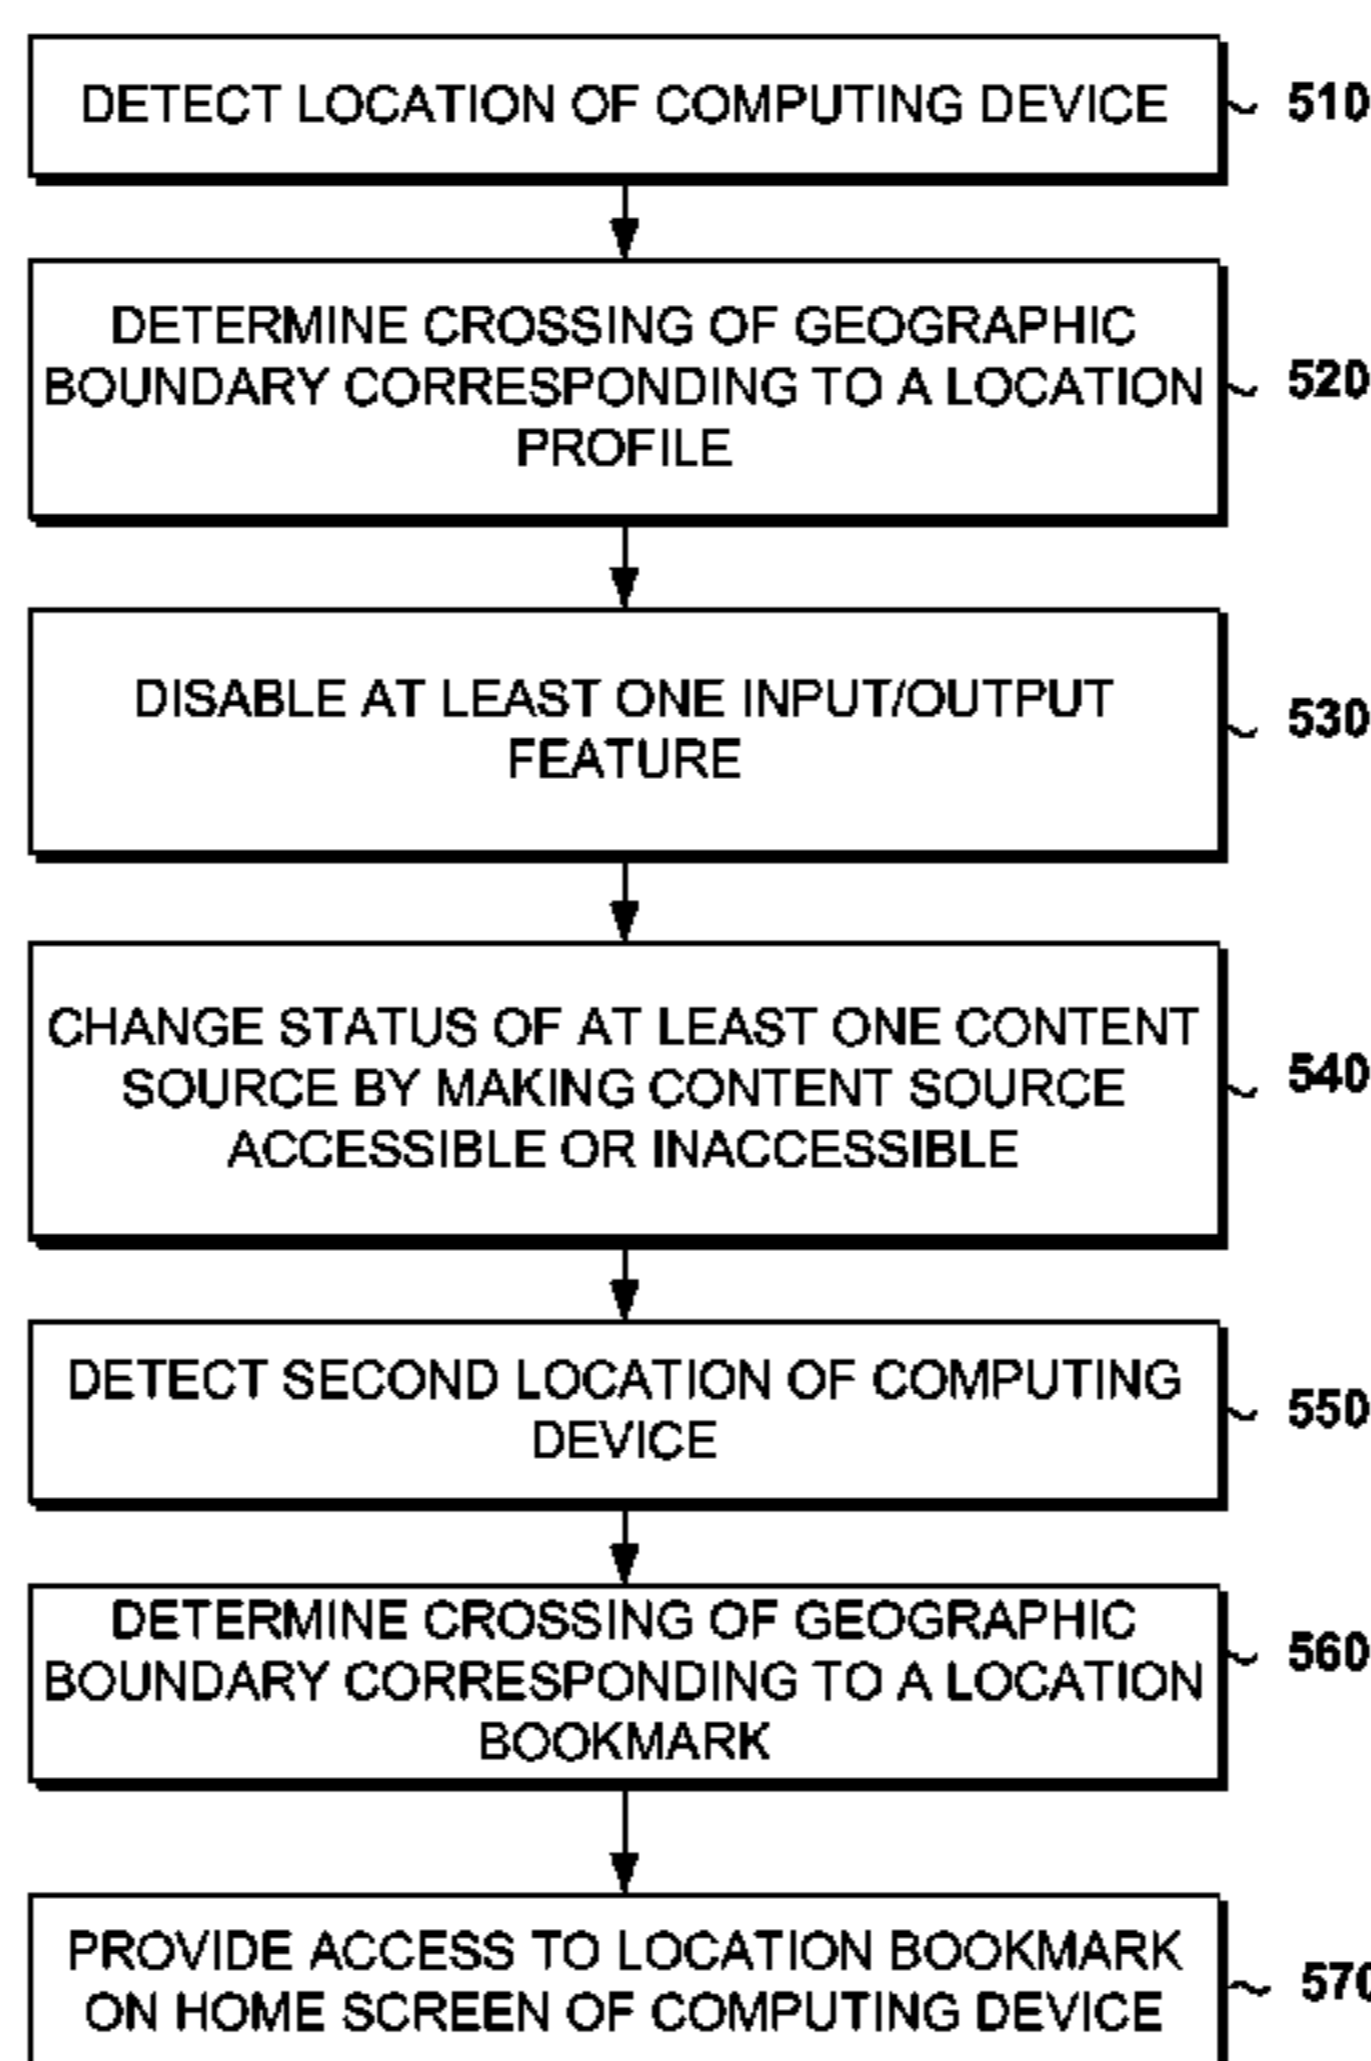 DETECT LOCATION OF COMPUTING DEVICE
510
DETERMINE CROSSING OF GEOGRAPHIC
BOUNDARY CORRESPONDING TO A LOCATION
PROFILE
520
DISABLE AT LEAST ONE INPUT/OUTPUT
FEATURE
530
CHANGE STATUS OF AT LEAST ONE CONTENT
SOURCE BY MAKING CONTENT SOURCE
ACCESSIBLE OR INACCESSIBLE
540
DETECT SECOND LOCATION OF COMPUTING
DEVICE
550
DETERMINE CROSSING OF GEOGRAPHIC
BOUNDARY CORRESPONDING TO A LOCATION
BOOKMARK
560
PROVIDE ACCESS TO LOCATION BOOKMARK
ON HOME SCREEN OF COMPUTING DEVICE
570